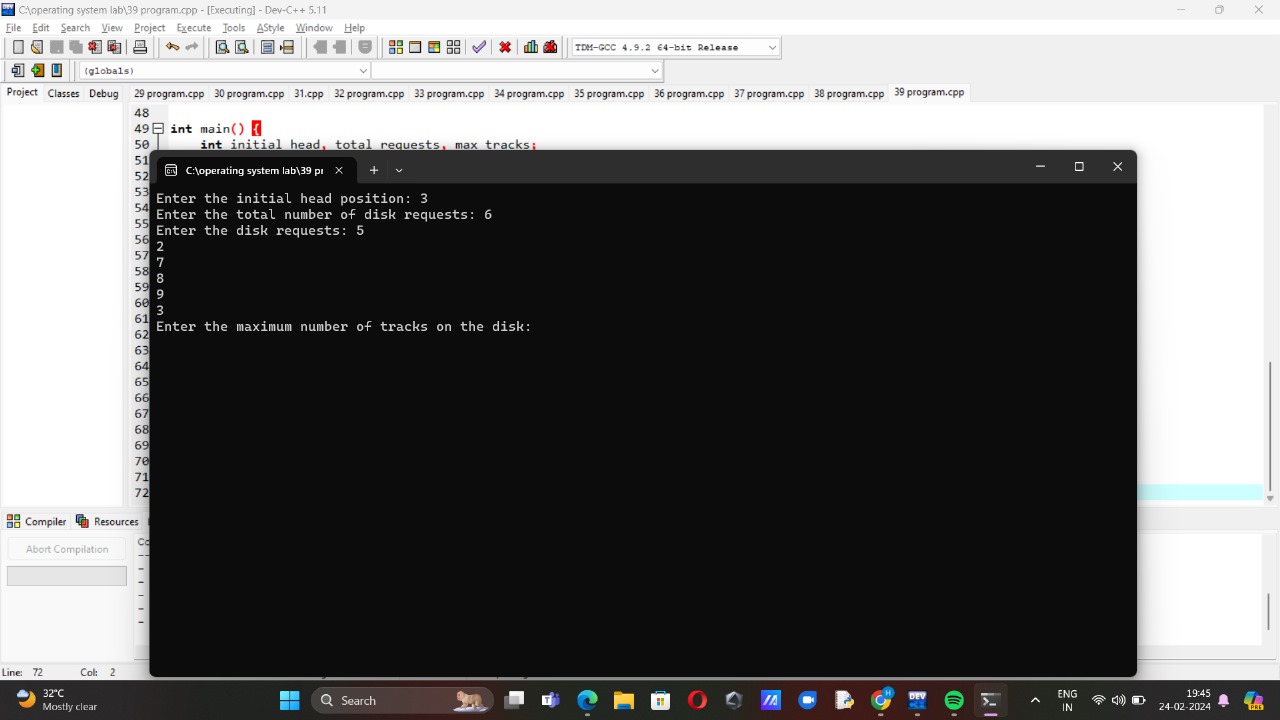 C:\operating system lab\39 program.cpp - [Executing] - Dev-C++ 5.11
File Edit Search View Project Execute Tools AStyle Window Help
TDM-GCC 4.9.2 64-bit Release
(globals)
Project Classes Debug 29 program.cpp 30 program.cpp 31.cpp 32 program.cpp 33 program.cpp 34 program.cpp 35 program.cpp 36 program.cpp 37 program.cpp 38 program.cpp 39 program.cpp
48
49 int main() {
50 int initial_head, total_requests, max_tracks;
51
52
53
54
55
56
57
58
59
60
61
62
63
64
65
66
67
68
69
70
71
72
C:\operating system lab\39 pr
Enter the initial head position: 3
Enter the total number of disk requests: 6
Enter the disk requests: 5
2
7
8
9
3
Enter the maximum number of tracks on the disk:
Compiler Resources
Abort Compilation
Line: 72 Col: 2
32°C
Mostly clear
Search
ENG
IN
19:45
24-02-2024